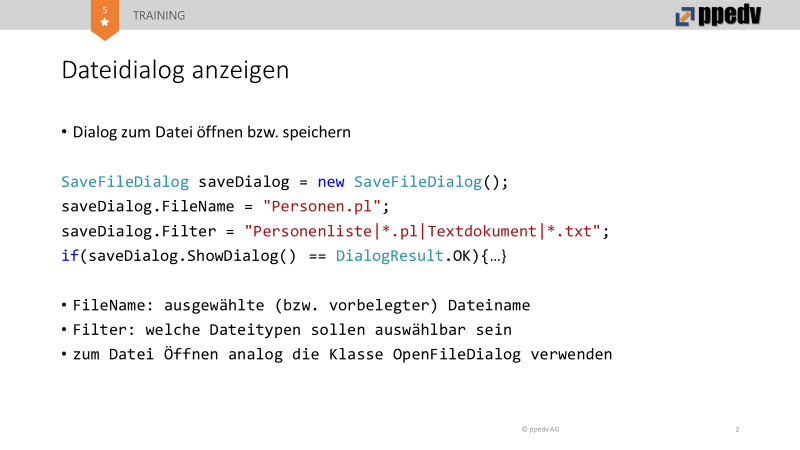 5
TRAINING
ppedv
Dateidialog anzeigen
• Dialog zum Datei öffnen bzw. speichern
SaveFileDialog saveDialog = new SaveFileDialog();
saveDialog.FileName = "Personen.pl";
saveDialog.Filter = "Personenliste|*.pl|Textdokument|*.txt";
if(saveDialog.ShowDialog() == DialogResult.OK){…}
• FileName: ausgewählte (bzw. vorbelegter) Dateiname
• Filter: welche Dateitypen sollen auswählbar sein
• zum Datei Öffnen analog die Klasse OpenFileDialog verwenden
© ppedv AG
2